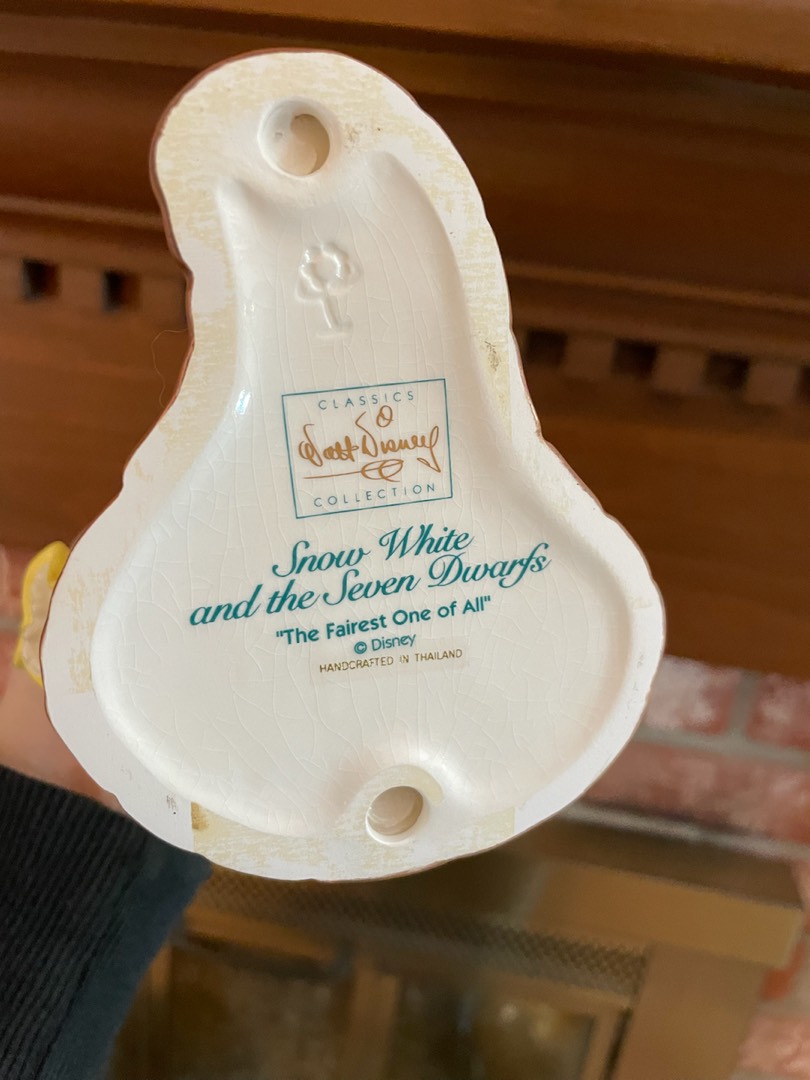 CLASSICS
Walt Disney
COLLECTION
Snow White
and the Seven Dwarfs
"The Fairest One of All"
© Disney
HANDCRAFTED IN THAILAND